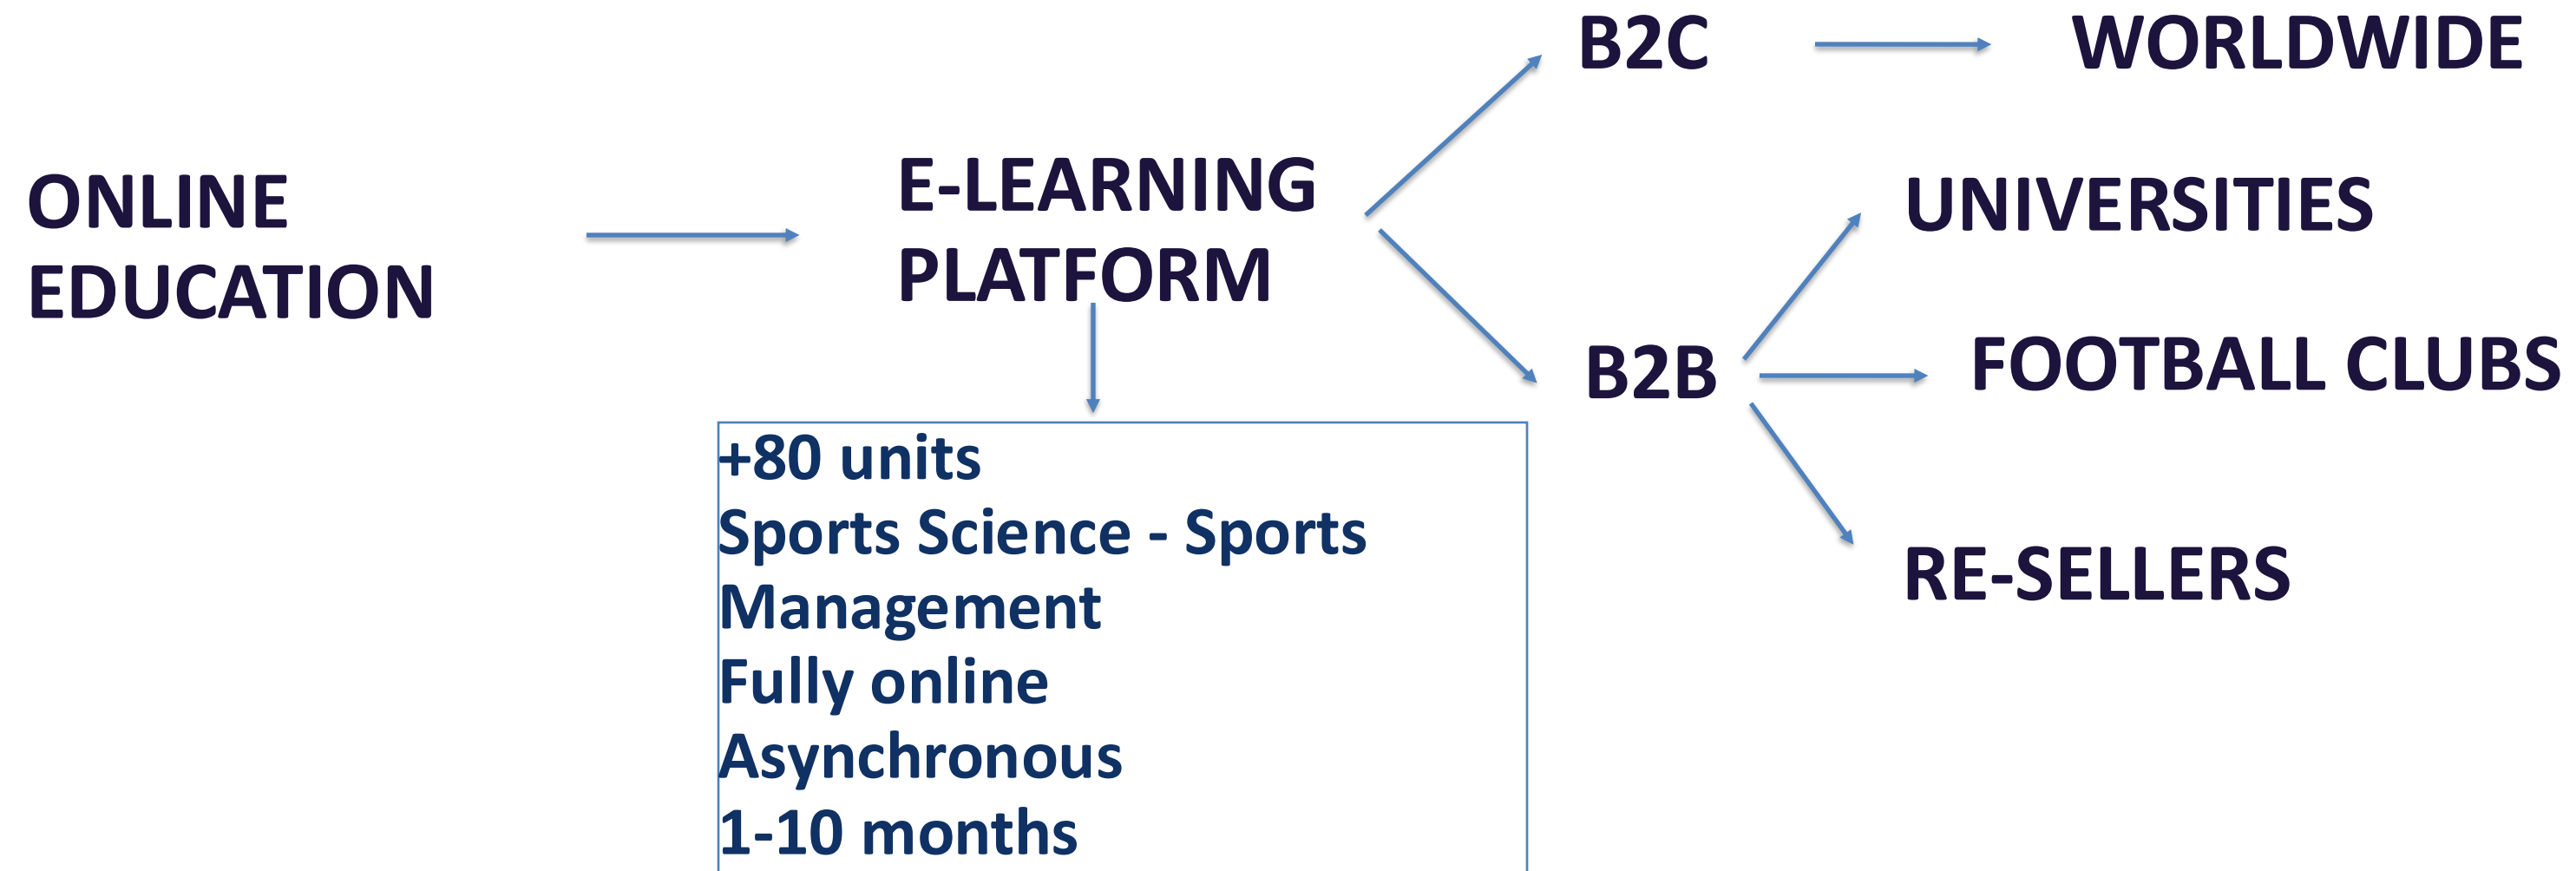 ONLINE
EDUCATION
E-LEARNING
PLATFORM
+80 units
Sports Science - Sports
Management
Fully online
Asynchronous
1-10 months
B2C
WORLDWIDE
B2B
UNIVERSITIES
FOOTBALL CLUBS
RE-SELLERS